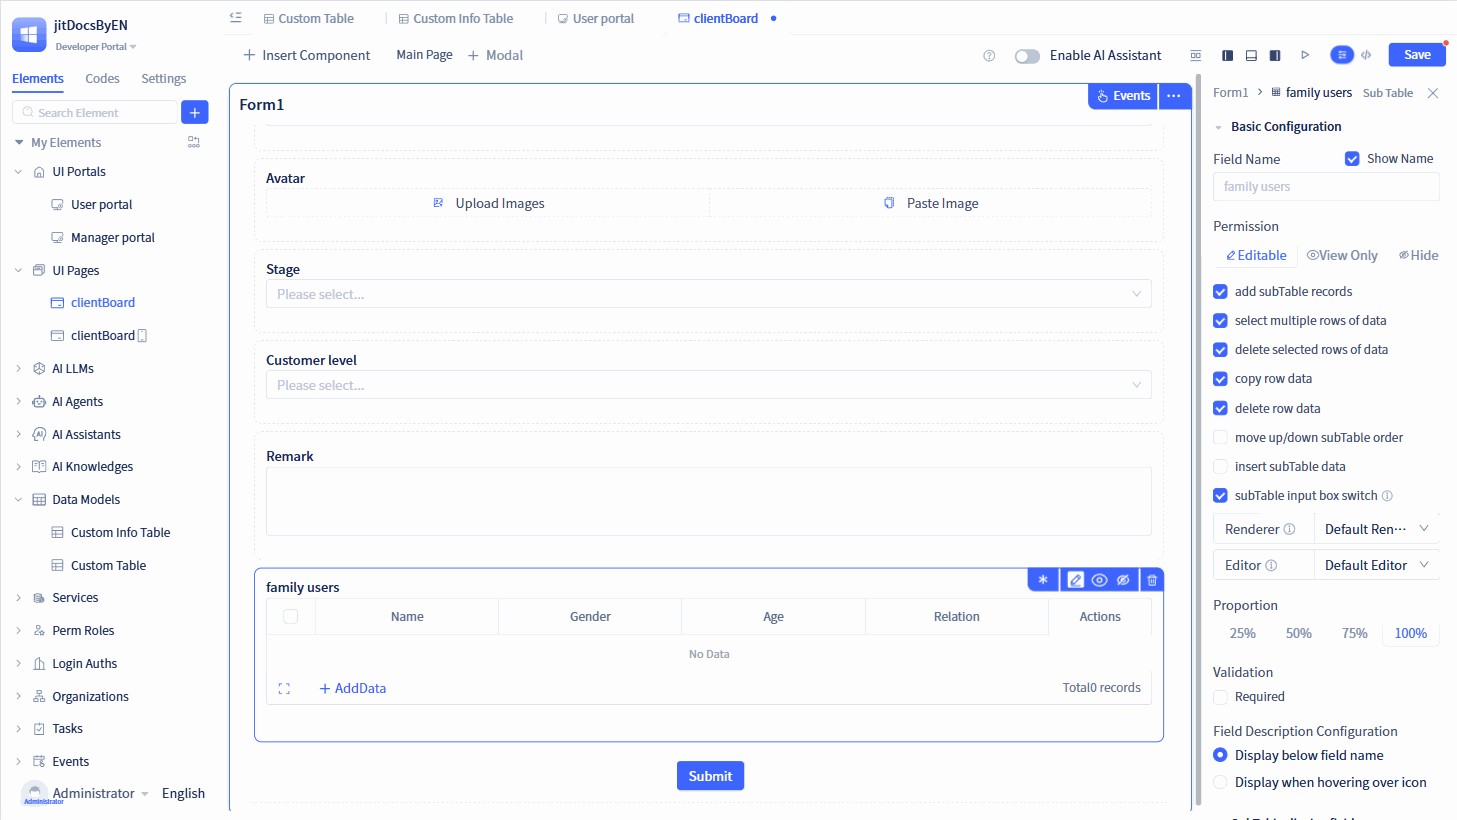 jitDocsByEN
Developer Portal
Elements Codes Settings
Search Element
My Elements
UI Portals
User portal
Manager portal
UI Pages
clientBoard
clientBoard
AI LLMs
AI Agents
AI Assistants
AI Knowledges
Data Models
Custom Info Table
Custom Table
Services
Perm Roles
Login Auths
Organizations
Tasks
Events
Administrator
Administrator English
Custom Table Custom Info Table User portal clientBoard
Insert Component Main Page Modal Enable AI Assistant Save
Form1 Events
Avatar
Upload Images Paste Image
Stage
Please select...
Customer level
Please select...
Remark
family users
Name Gender Age Relation Actions
No Data
AddData Total0 records
Submit
Form1 > family users Sub Table
Basic Configuration
Field Name Show Name
family users
Permission
Editable View Only Hide
add subTable records
select multiple rows of data
delete selected rows of data
copy row data
delete row data
move up/down subTable order
insert subTable data
subTable input box switch
Renderer Default Ren···
Editor Default Editor
Proportion
25% 50% 75% 100%
Validation
Required
Field Description Configuration
Display below field name
Display when hovering over icon